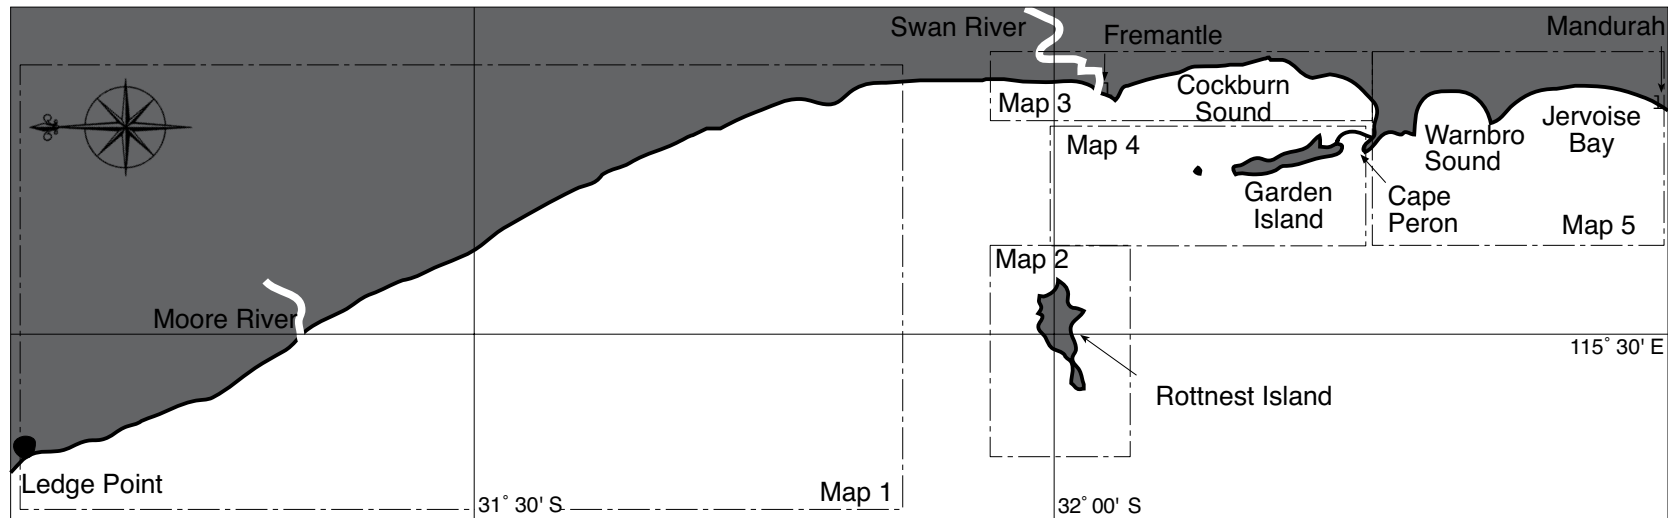 Swan River
Fremantle
Mandurah
Map 3
Cockburn
Sound
Map 4
Warnbro
Sound
Jervoise
Bay
Garden
Island
Cape
Peron
Map 5
Map 2
Moore River
115° 30' E
Rottnest Island
Ledge Point
Map 1
31° 30' S
32° 00' S